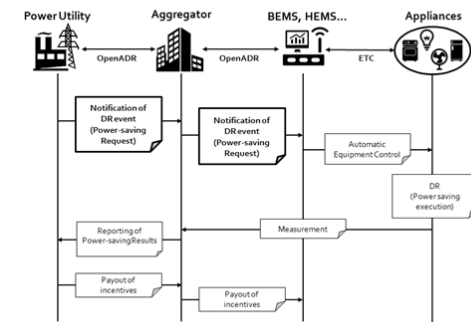 Power Utility
Aggregator
BEMS, HEMS...
Appliances
OpenADR
OpenADR
ETC
Notification of
DR event
(Power-saving
Request)
Notification of
DR event
(Power-saving
Request)
Automatic
Equipment Control
DR
(Power saving
execution)
Measurement
Reporting of
Power-saving Results
Payout of
incentives
Payout of
incentives